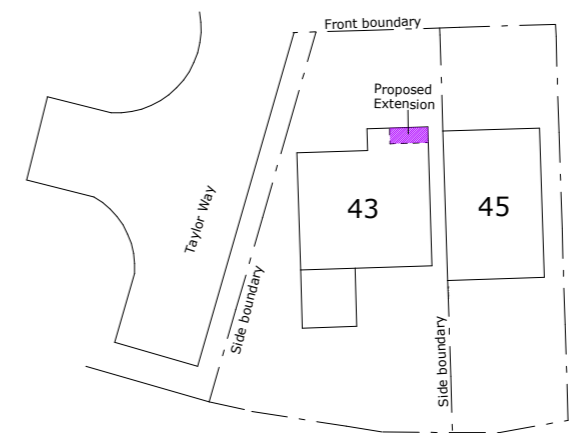 Front boundary
Proposed
Extension
43
45
Taylor Way
Side boundary
Side boundary